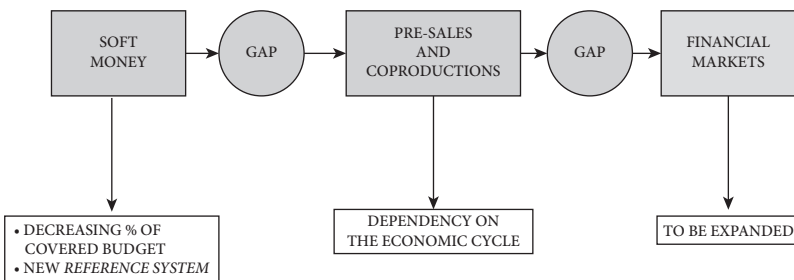 SOFT
MONEY
GAP
PRE-SALES
AND
COPRODUCTIONS
GAP
FINANCIAL
MARKETS
• DECREASING % OF
COVERED BUDGET
• NEW REFERENCE SYSTEM
DEPENDENCY ON
THE ECONOMIC CYCLE
TO BE EXPANDED